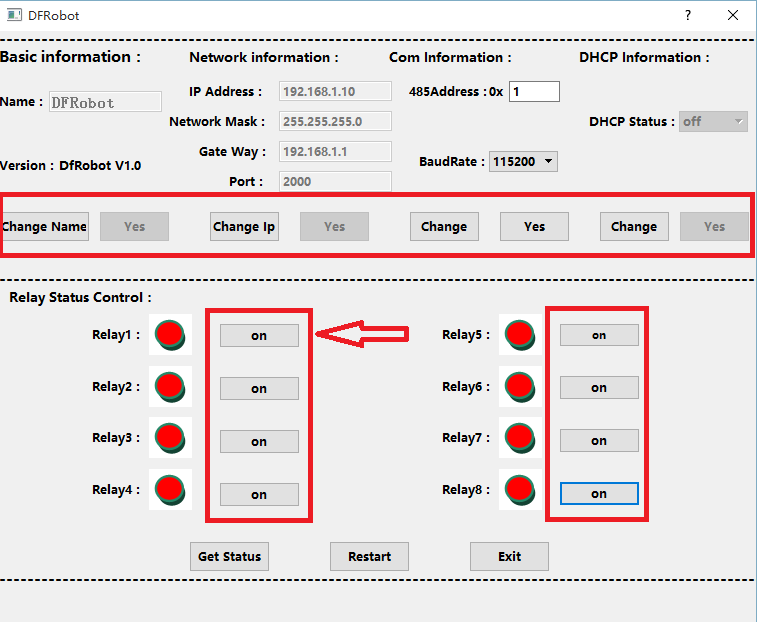 DFRobot
Basic information :
Network information :
Com Information :
DHCP Information :
Name :
DFRobot
IP Address :
192.168.1.10
485Address : 0x
1
Network Mask :
255.255.255.0
DHCP Status :
off
Version : DfRobot V1.0
Gate Way :
192.168.1.1
BaudRate :
115200
Port :
2000
Change Name
Yes
Change Ip
Yes
Change
Yes
Change
Yes
Relay Status Control :
Relay1 :
on
Relay5 :
on
Relay2 :
on
Relay6 :
on
Relay3 :
on
Relay7 :
on
Relay4 :
on
Relay8 :
on
Get Status
Restart
Exit